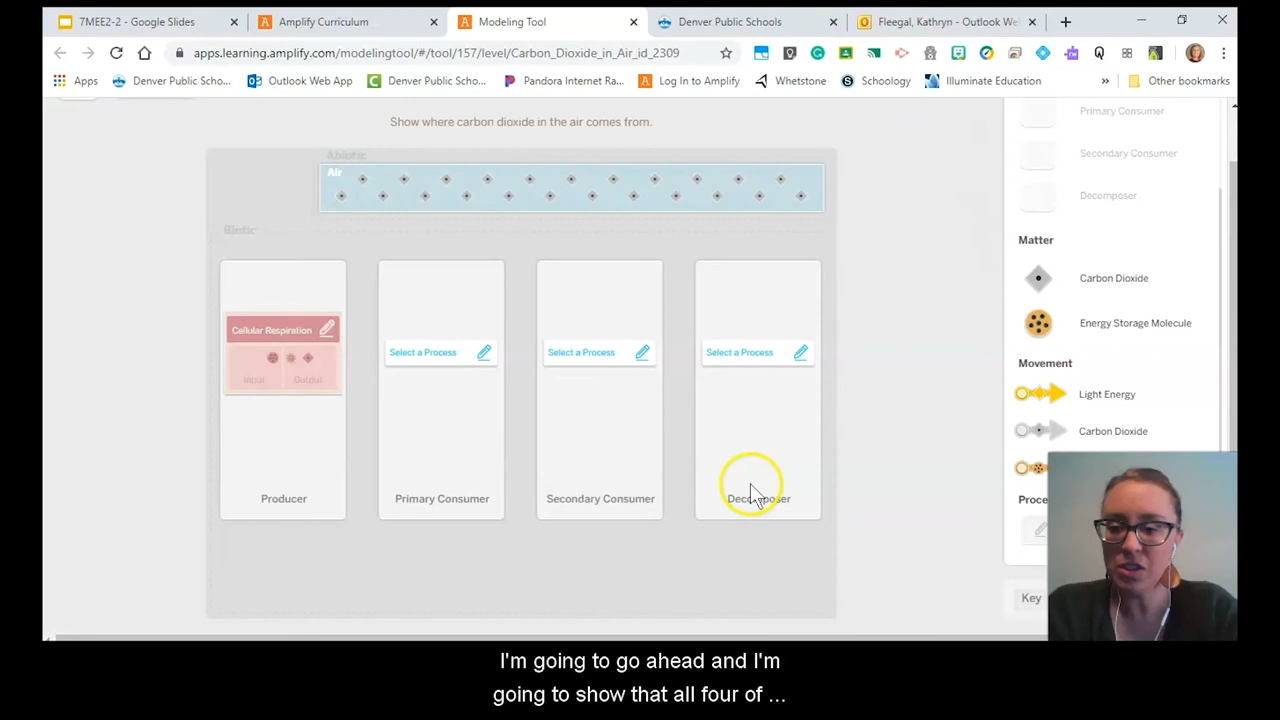 7MEE2-2 - Google Slides
Amplify Curriculum
Modeling Tool
Denver Public Schools
Fleegal, Kathryn - Outlook We
apps.learning.amplify.com/modelingtool/#/tool/157/level/Carbon_Dioxide_in_Air_id_2309
Apps
Denver Public Scho...
Outlook Web App
Denver Public Scho...
Pandora Internet Ra...
Log In to Amplify
Whetstone
Schoology
Illuminate Education
»
Other bookmarks
Show where carbon dioxide in the air comes from.
Abiotic
Air
Biotic
Cellular Respiration
Input
Output
Producer
Select a Process
Primary Consumer
Select a Process
Secondary Consumer
Select a Process
Decomposer
Primary Consumer
Secondary Consumer
Decomposer
Matter
Carbon Dioxide
Energy Storage Molecule
Movement
Light Energy
Carbon Dioxide
Key
I'm going to go ahead and I'm
going to show that all four of ...